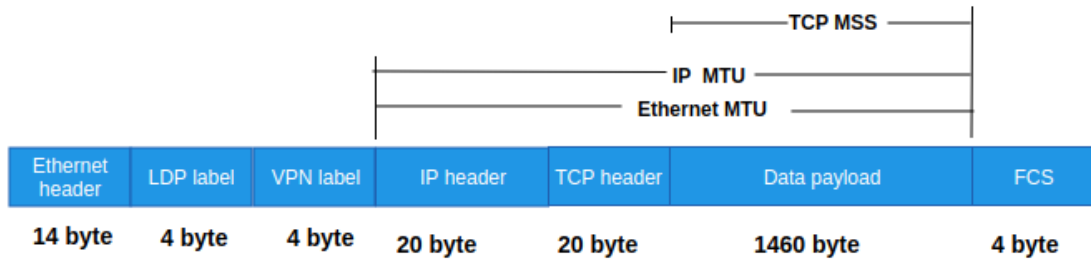 TCP MSS
IP MTU
Ethernet MTU
Ethernet
header
LDP label
VPN label
IP header
TCP header
Data payload
FCS
14 byte
4 byte
4 byte
20 byte
20 byte
1460 byte
4 byte